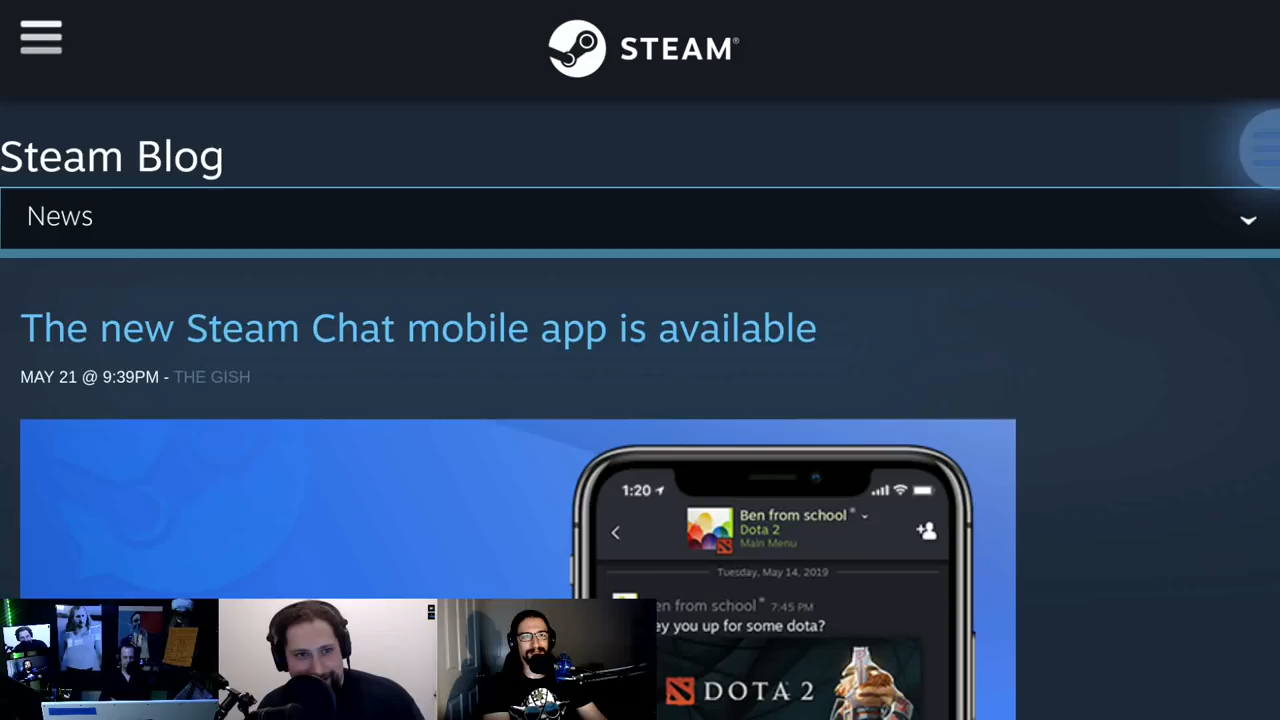 STEAM®
Steam Blog
News
The new Steam Chat mobile app is available
MAY 21 @ 9:39PM - THE GISH
1:20
Ben from school *
Dota 2
Main Menu
Tuesday, May 14, 2019
en from school * 7:45 PM
ey you up for some dota?
DOTA 2